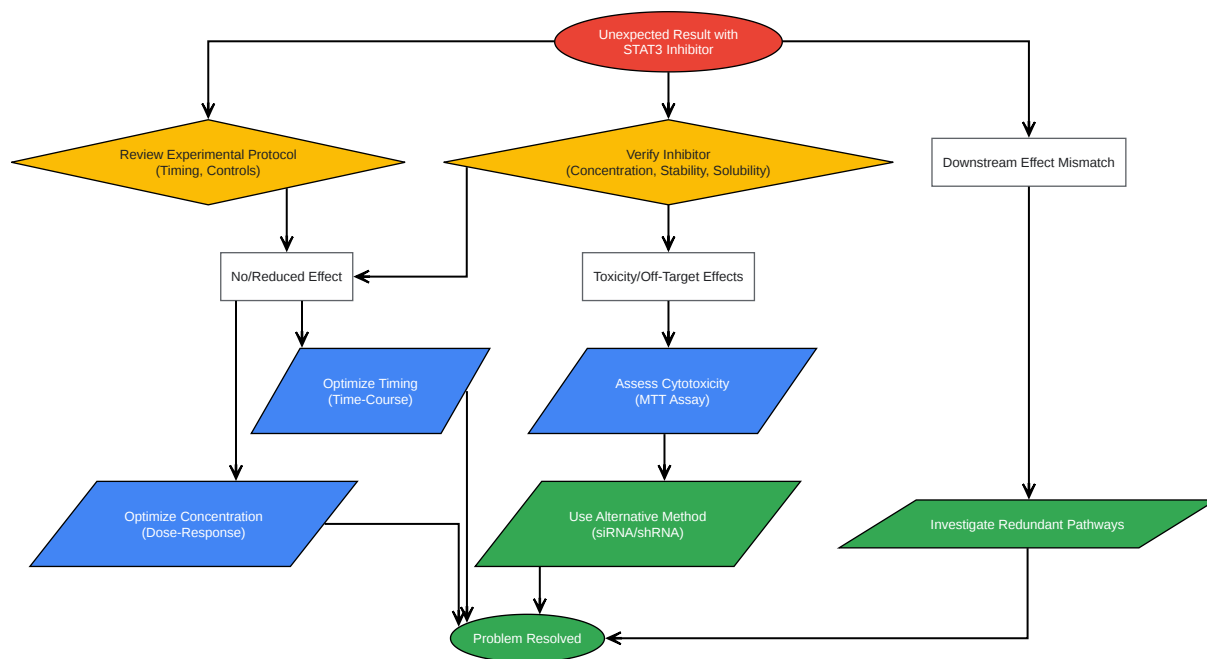 Unexpected Result with
STAT3 Inhibitor
Review Experimental Protocol
(Timing, Controls)
Verify Inhibitor
(Concentration, Stability, Solubility)
Downstream Effect Mismatch
No/Reduced Effect
Toxicity/Off-Target Effects
Optimize Timing
(Time-Course)
Assess Cytotoxicity
(MTT Assay)
Optimize Concentration
(Dose-Response)
Use Alternative Method
(siRNA/shRNA)
Investigate Redundant Pathways
Problem Resolved